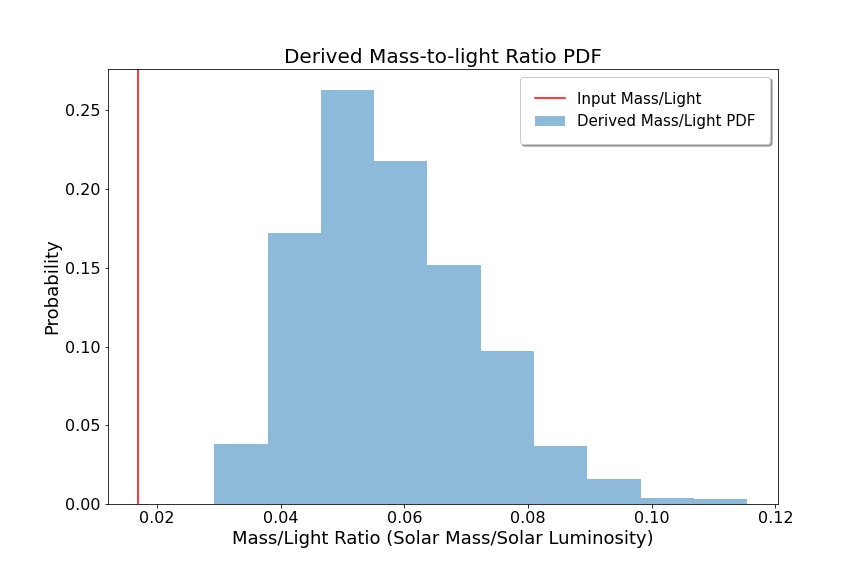 Derived Mass-to-light Ratio PDF
Input Mass/Light
Derived Mass/Light PDF
Probability
0.25
0.20
0.15
0.10
0.05
0.00
0.02 0.04 0.06 0.08 0.10 0.12
Mass/Light Ratio (Solar Mass/Solar Luminosity)